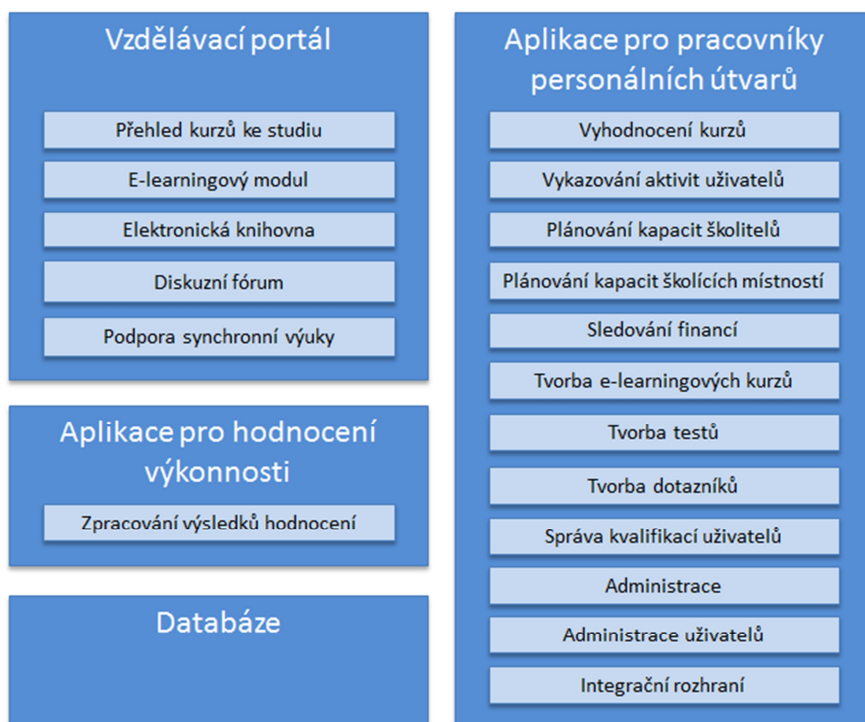 Vzdělávací portál
Přehled kurzů ke studiu
E-learningový modul
Elektronická knihovna
Diskuzní fórum
Podpora synchronní výuky
Aplikace pro hodnocení
výkonnosti
Zpracování výsledků hodnocení
Databáze
Aplikace pro pracovníky
personálních útvarů
Vyhodnocení kurzů
Vykazování aktivit uživatelů
Plánování kapacit školitelů
Plánování kapacit školících místností
Sledování financí
Tvorba e-learningových kurzů
Tvorba testů
Tvorba dotazníků
Správa kvalifikací uživatelů
Administrace
Administrace uživatelů
Integrační rozhraní